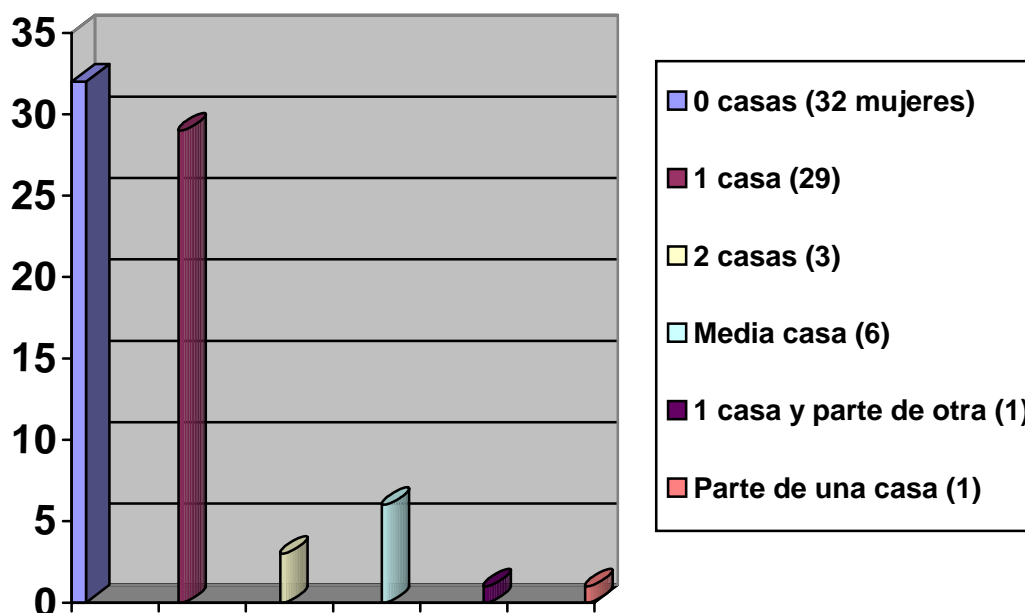 35
30
25
20
15
10
5
0
0 casas (32 mujeres)
1 casa (29)
2 casas (3)
Media casa (6)
1 casa y parte de otra (1)
Parte de una casa (1)